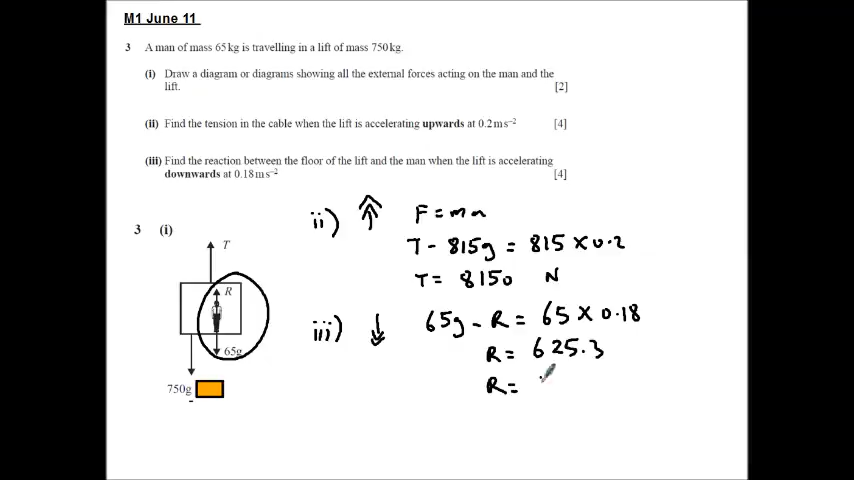 M1 June 11
3 A man of mass 65 kg is travelling in a lift of mass 750 kg.
(i) Draw a diagram or diagrams showing all the external forces acting on the man and the
lift. [2]
(ii) Find the tension in the cable when the lift is accelerating upwards at 0.2 m s⁻² [4]
(iii) Find the reaction between the floor of the lift and the man when the lift is accelerating
downwards at 0.18 m s⁻² [4]
3 (i)
T
R
65g
750g
ii) F = ma
T - 815g = 815 × 0.2
T = 8150 N
iii) 65g - R = 65 × 0.18
R = 625.3
R =